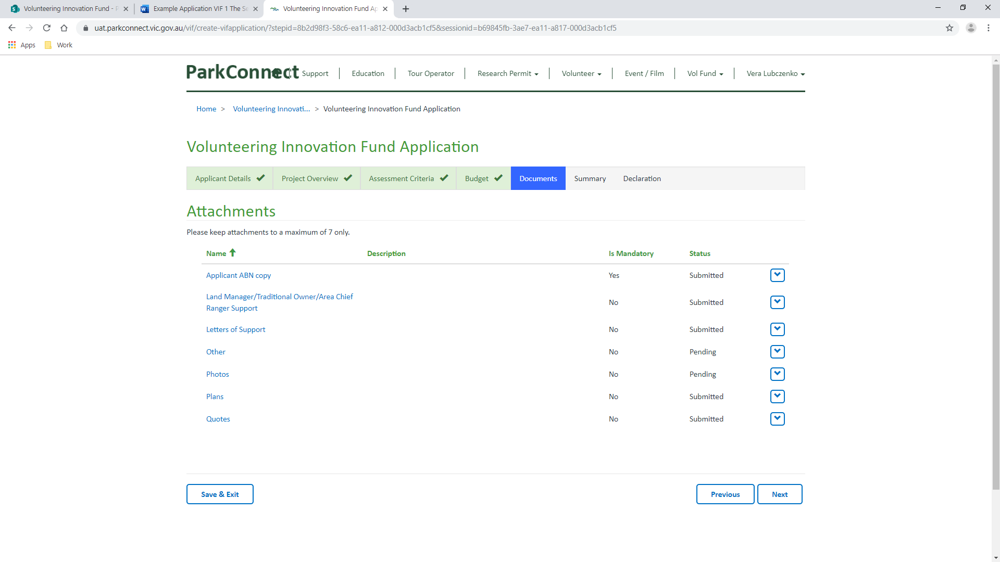 Volunteering Innovation Fund - P
Example Application VIF 1 The Se
Volunteering Innovation Fund Ap
uat.parkconnect.vic.gov.au/vif/create-vifapplication/?stepid=8b2d98f3-58c6-ea11-a812-000d3acb1cf5&sessionid=b69845fb-3ae7-ea11-a817-000d3acb1cf5
Apps Work
ParkConnect Support Education Tour Operator Research Permit Volunteer Event / Film Vol Fund Vera Lubczenko
Home > Volunteering Innovati... > Volunteering Innovation Fund Application
Volunteering Innovation Fund Application
Applicant Details Project Overview Assessment Criteria Budget Documents Summary Declaration
Attachments
Please keep attachments to a maximum of 7 only.
Name Description Is Mandatory Status
Applicant ABN copy Yes Submitted
Land Manager/Traditional Owner/Area Chief
Ranger Support No Submitted
Letters of Support No Submitted
Other No Pending
Photos No Pending
Plans No Submitted
Quotes No Submitted
Save & Exit Previous Next